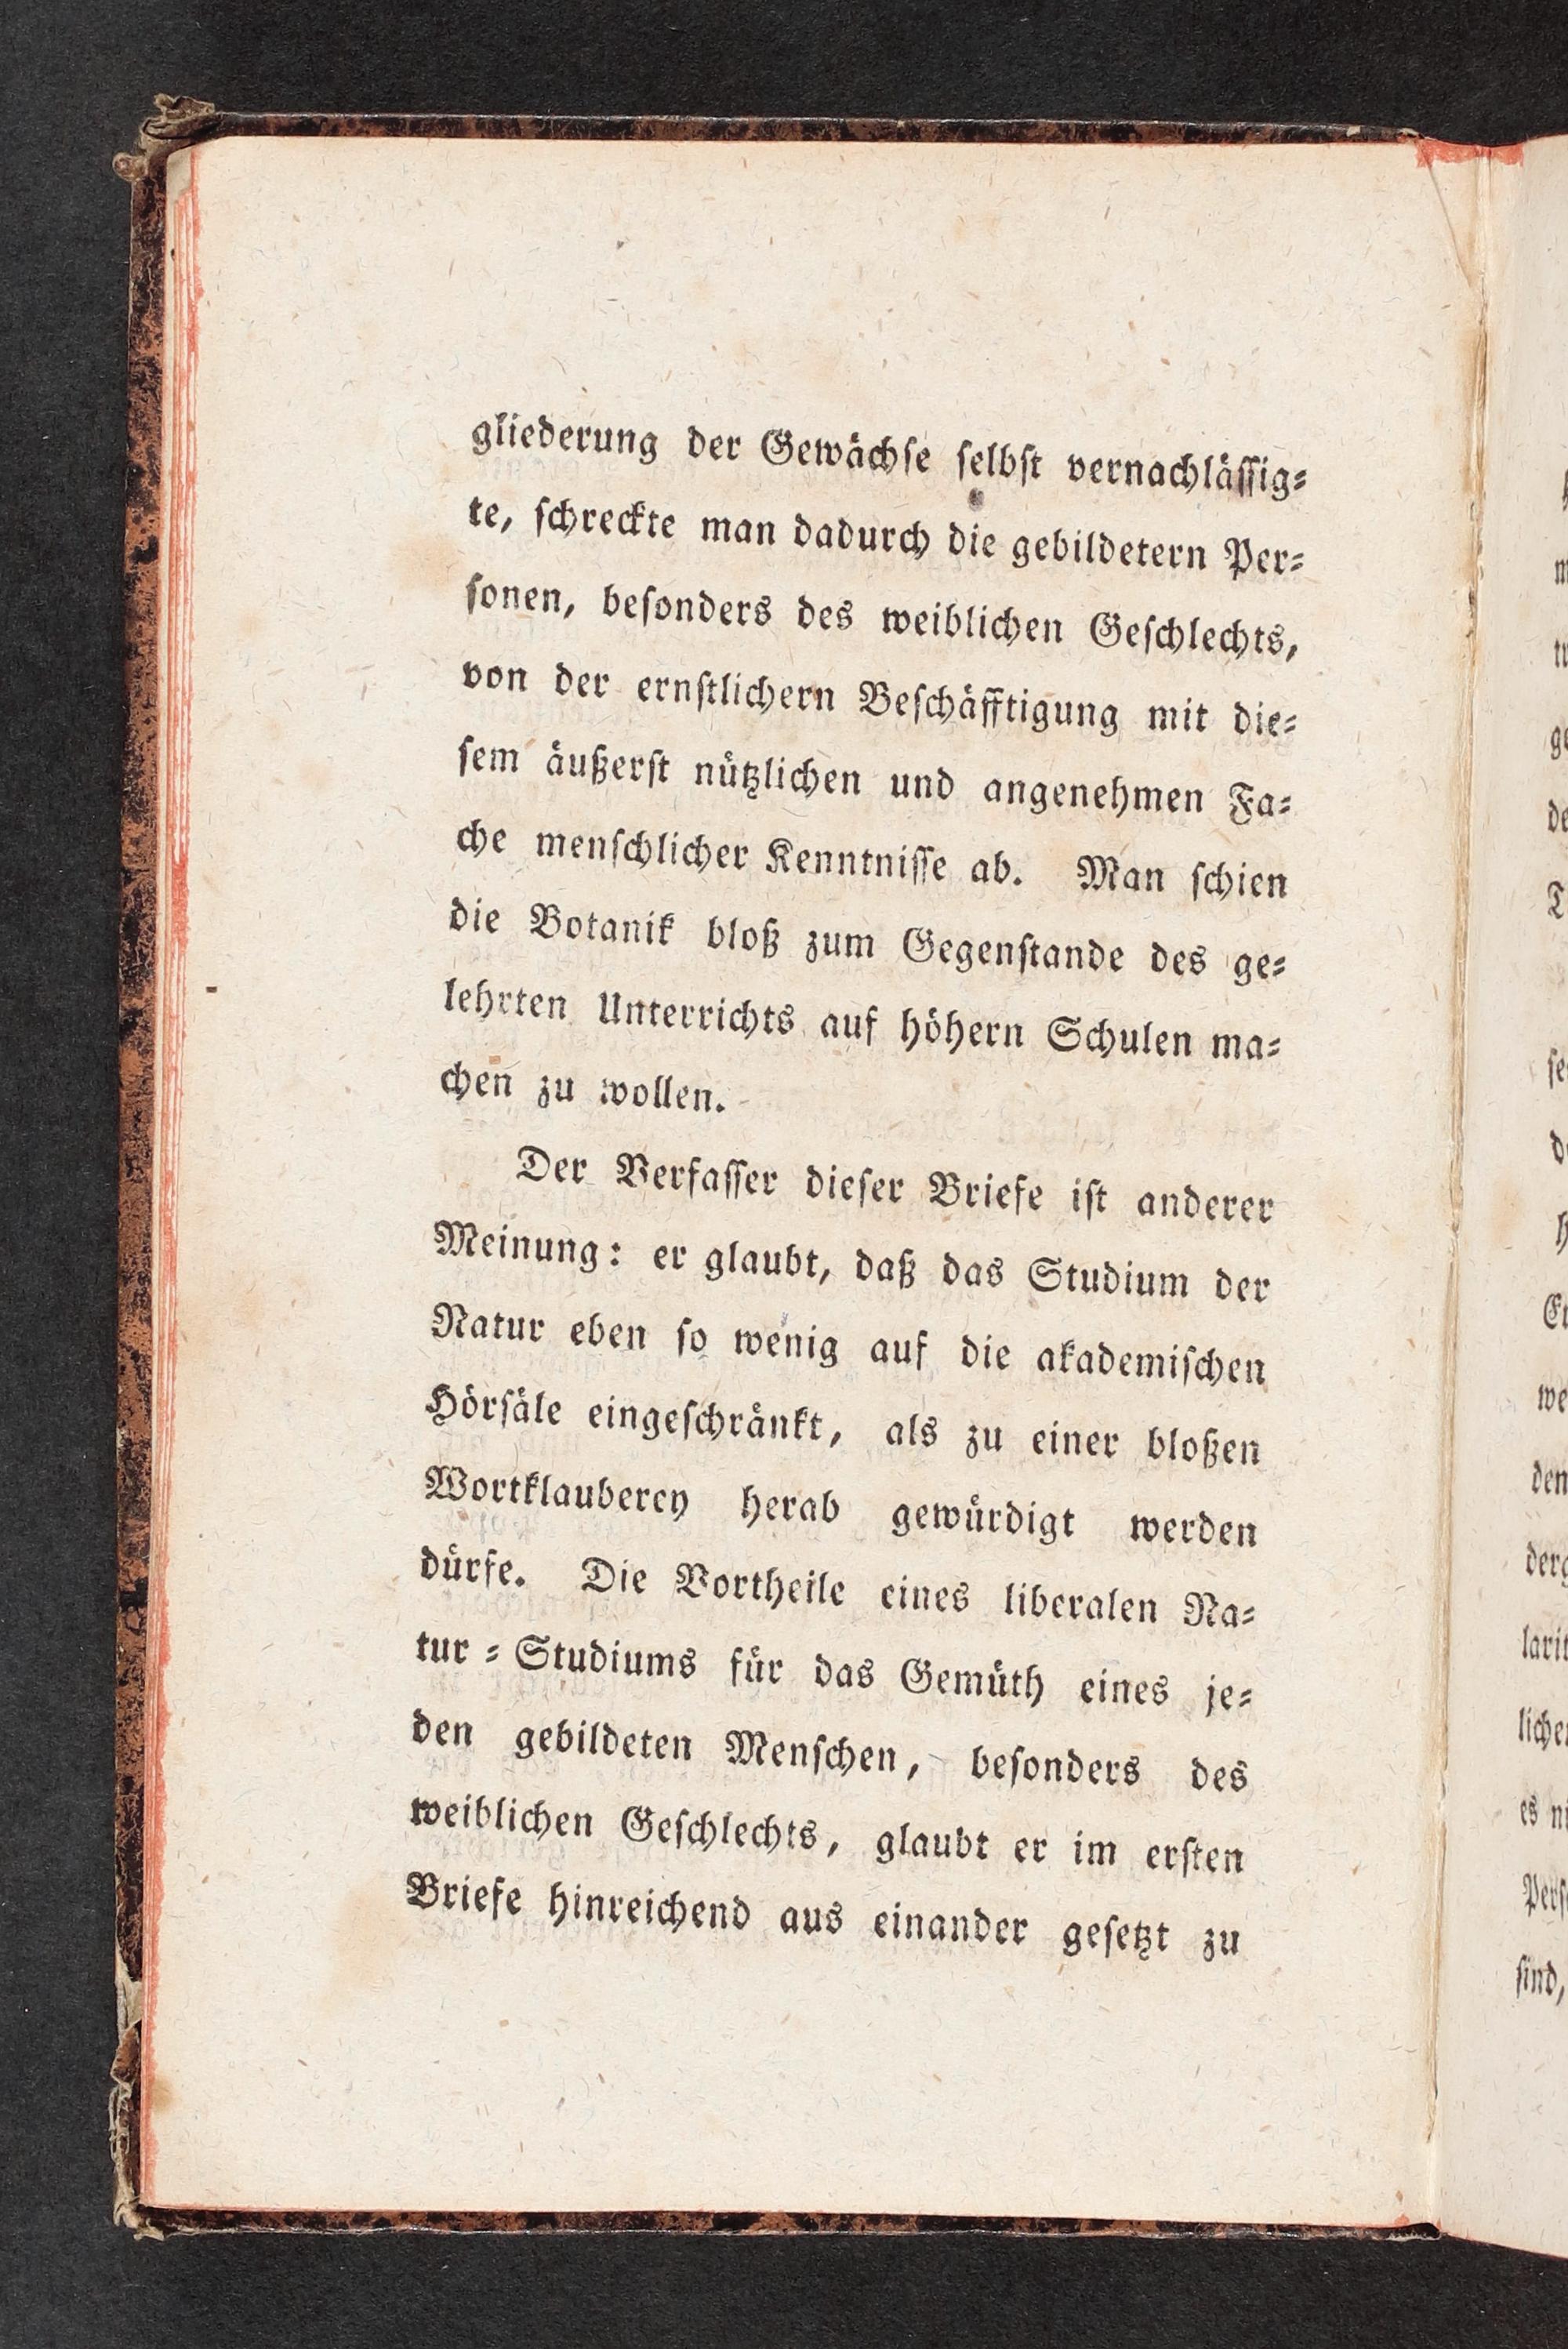 gliederung der Gewächſe ſelbſt vernachläſſig⸗
te, ſchreckte man dadurch die gebildetern Per⸗
ſonen, beſonders des weiblichen Geſchlechts,
von der ernſtlichern Beſchäfftigung mit die⸗
ſem äußerſt nützlichen und angenehmen Fa⸗
che menſchlicher Kenntniſſe ab. Man ſchien
die Botanik bloß zum Gegenſtande des ge⸗
lehrten Unterrichts auf höhern Schulen ma⸗
chen zu wollen.
Der Verfaſſer dieſer Briefe iſt anderer
Meinung: er glaubt, daß das Studium der
Natur eben ſo wenig auf die akademiſchen
Hörſäle eingeſchränkt, als zu einer bloßen
Wortklauberey herab gewürdigt werden
dürfe. Die Vortheile eines liberalen Na⸗
tur⸗Studiums für das Gemüth eines je⸗
den gebildeten Menſchen, beſonders des
weiblichen Geſchlechts, glaubt er im erſten
Briefe hinreichend aus einander geſetzt zu